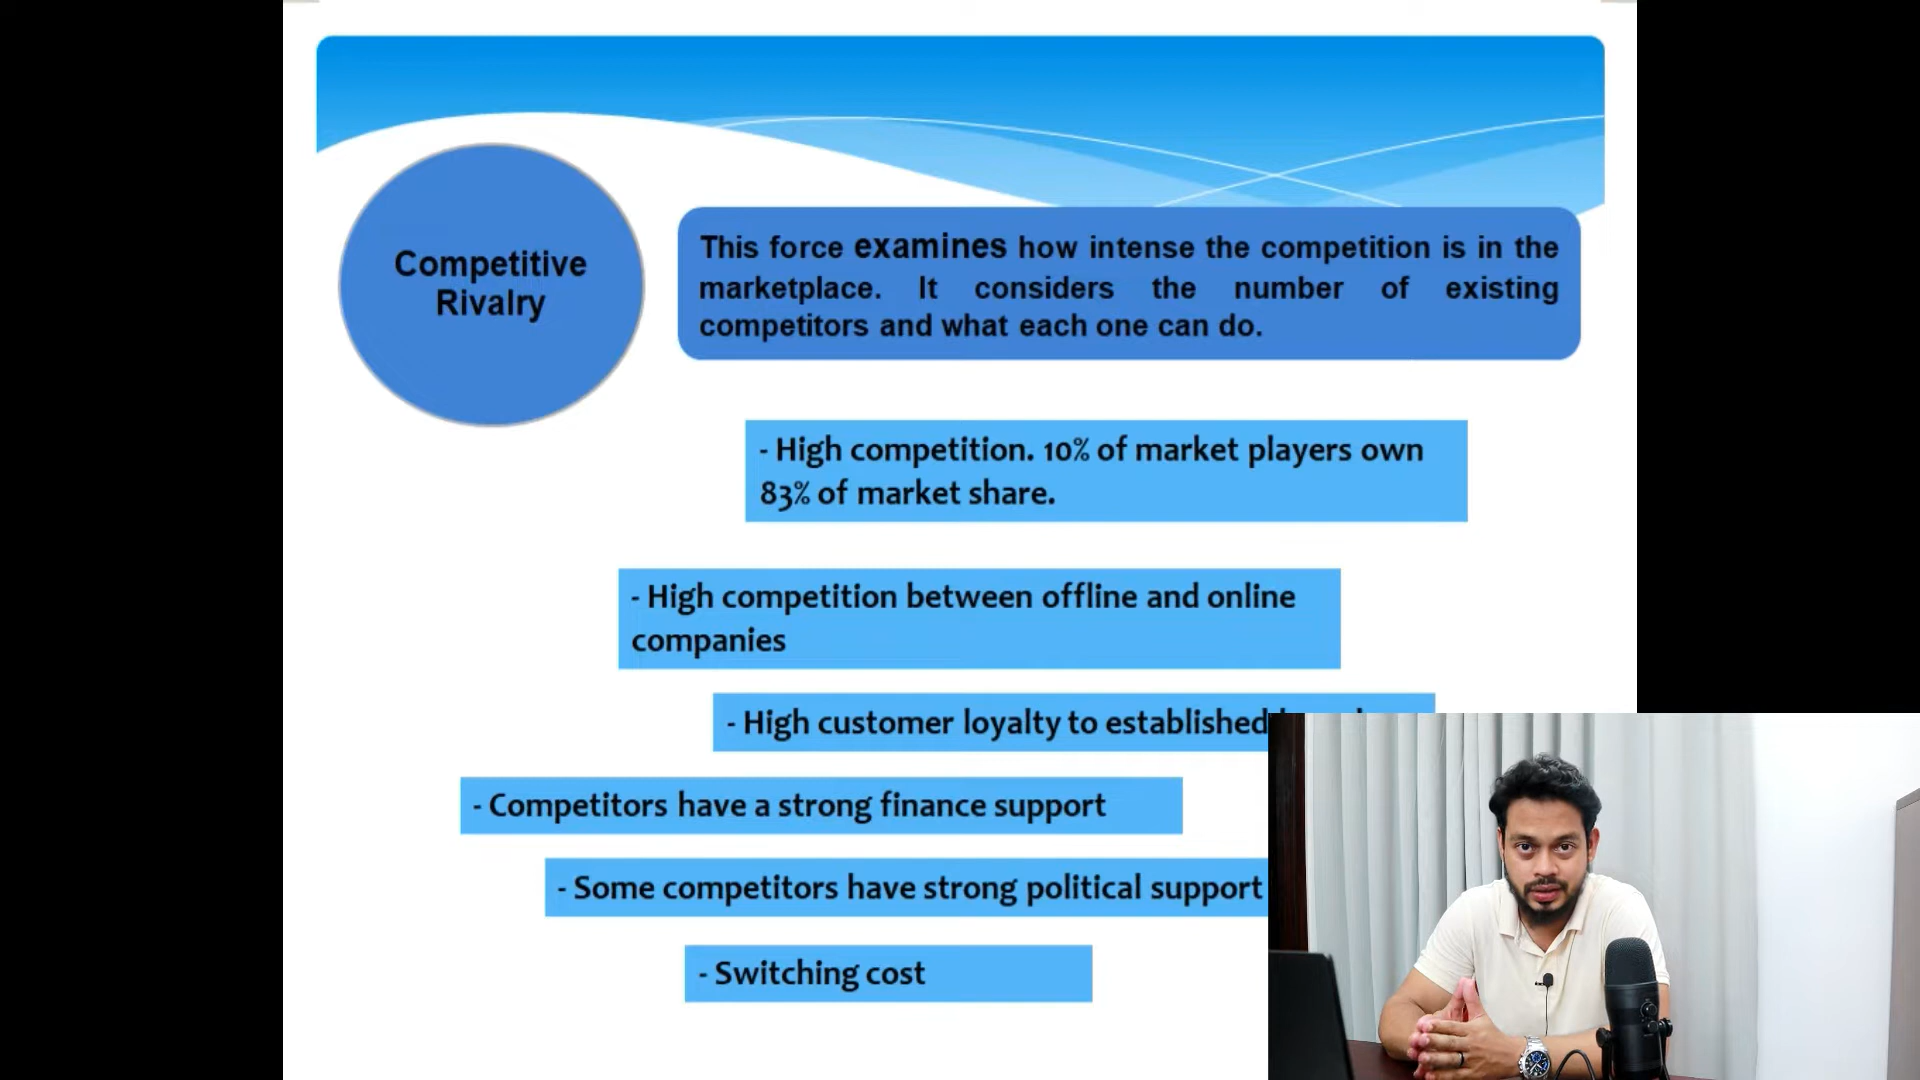 Competitive
Rivalry
This force examines how intense the competition is in the
marketplace. It considers the number of existing
competitors and what each one can do.
- High competition. 10% of market players own
83% of market share.
- High competition between offline and online
companies
- High customer loyalty to established
- Competitors have a strong finance support
- Some competitors have strong political support
- Switching cost